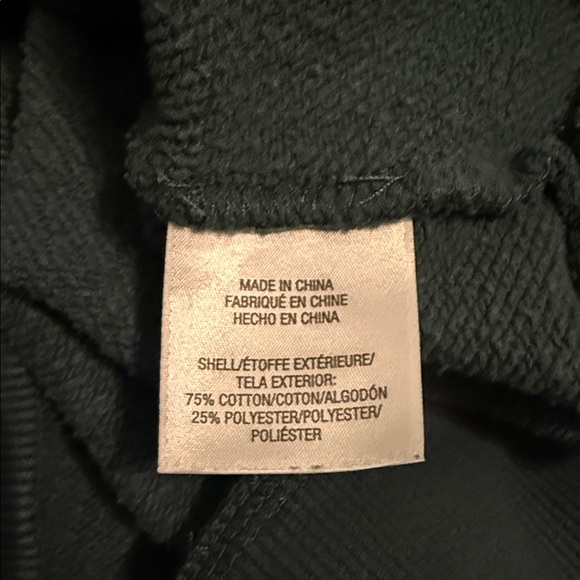 MADE IN CHINA
FABRIQUÉ EN CHINE
HECHO EN CHINA
SHELL/ÉTOFFE EXTÉRIEURE/
TELA EXTERIOR:
75% COTTON/COTON/ALGODÓN
25% POLYESTER/POLYESTER/
POLIÉSTER